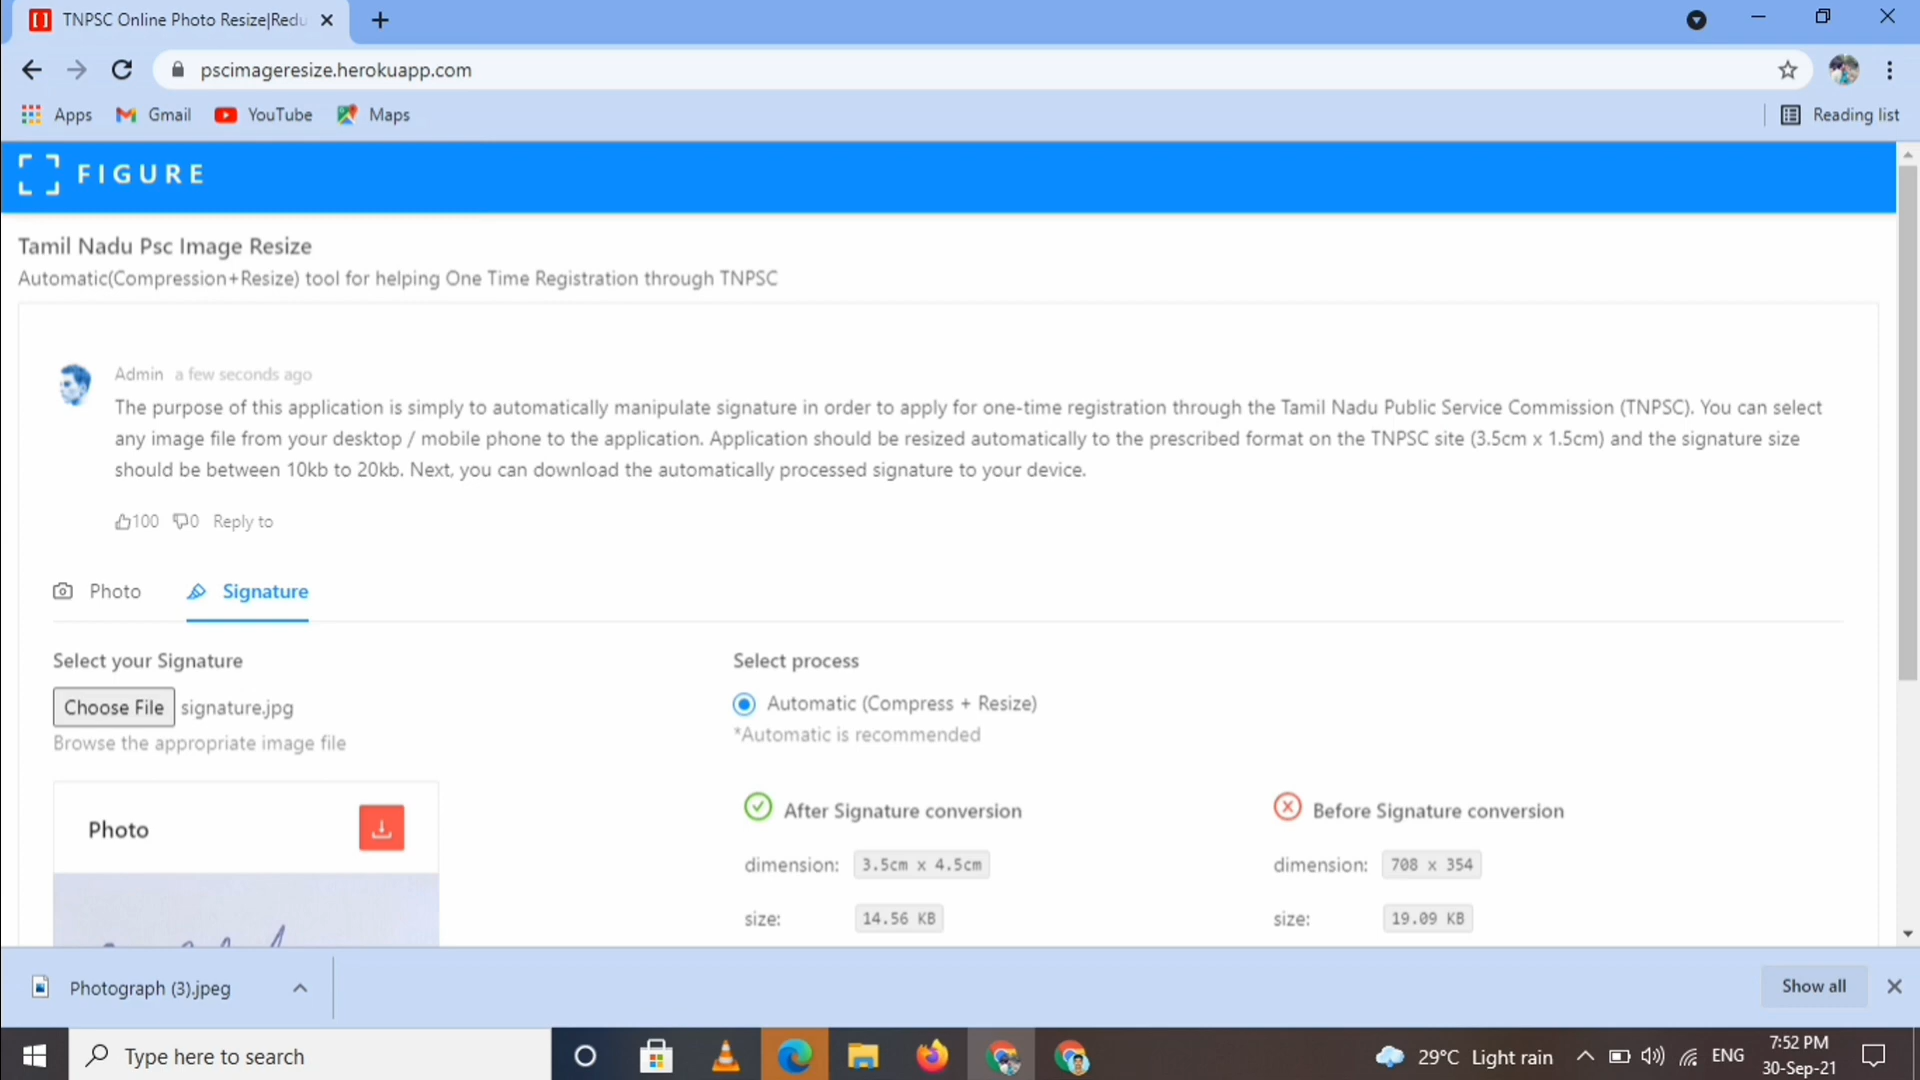 TNPSC Online Photo Resize|Redu
pscimageresize.herokuapp.com
Apps Gmail YouTube Maps Reading list
FIGURE
Tamil Nadu Psc Image Resize
Automatic(Compression+Resize) tool for helping One Time Registration through TNPSC
Admin a few seconds ago
The purpose of this application is simply to automatically manipulate signature in order to apply for one-time registration through the Tamil Nadu Public Service Commission (TNPSC). You can select
any image file from your desktop / mobile phone to the application. Application should be resized automatically to the prescribed format on the TNPSC site (3.5cm x 1.5cm) and the signature size
should be between 10kb to 20kb. Next, you can download the automatically processed signature to your device.
100 0 Reply to
Photo Signature
Select your Signature Select process
Choose File signature.jpg Automatic (Compress + Resize)
Browse the appropriate image file *Automatic is recommended
Photo After Signature conversion Before Signature conversion
dimension: 3.5cm x 4.5cm dimension: 708 x 354
size: 14.56 KB size: 19.09 KB
Photograph (3).jpeg Show all
Type here to search 29°C Light rain ENG 7:52 PM
30-Sep-21